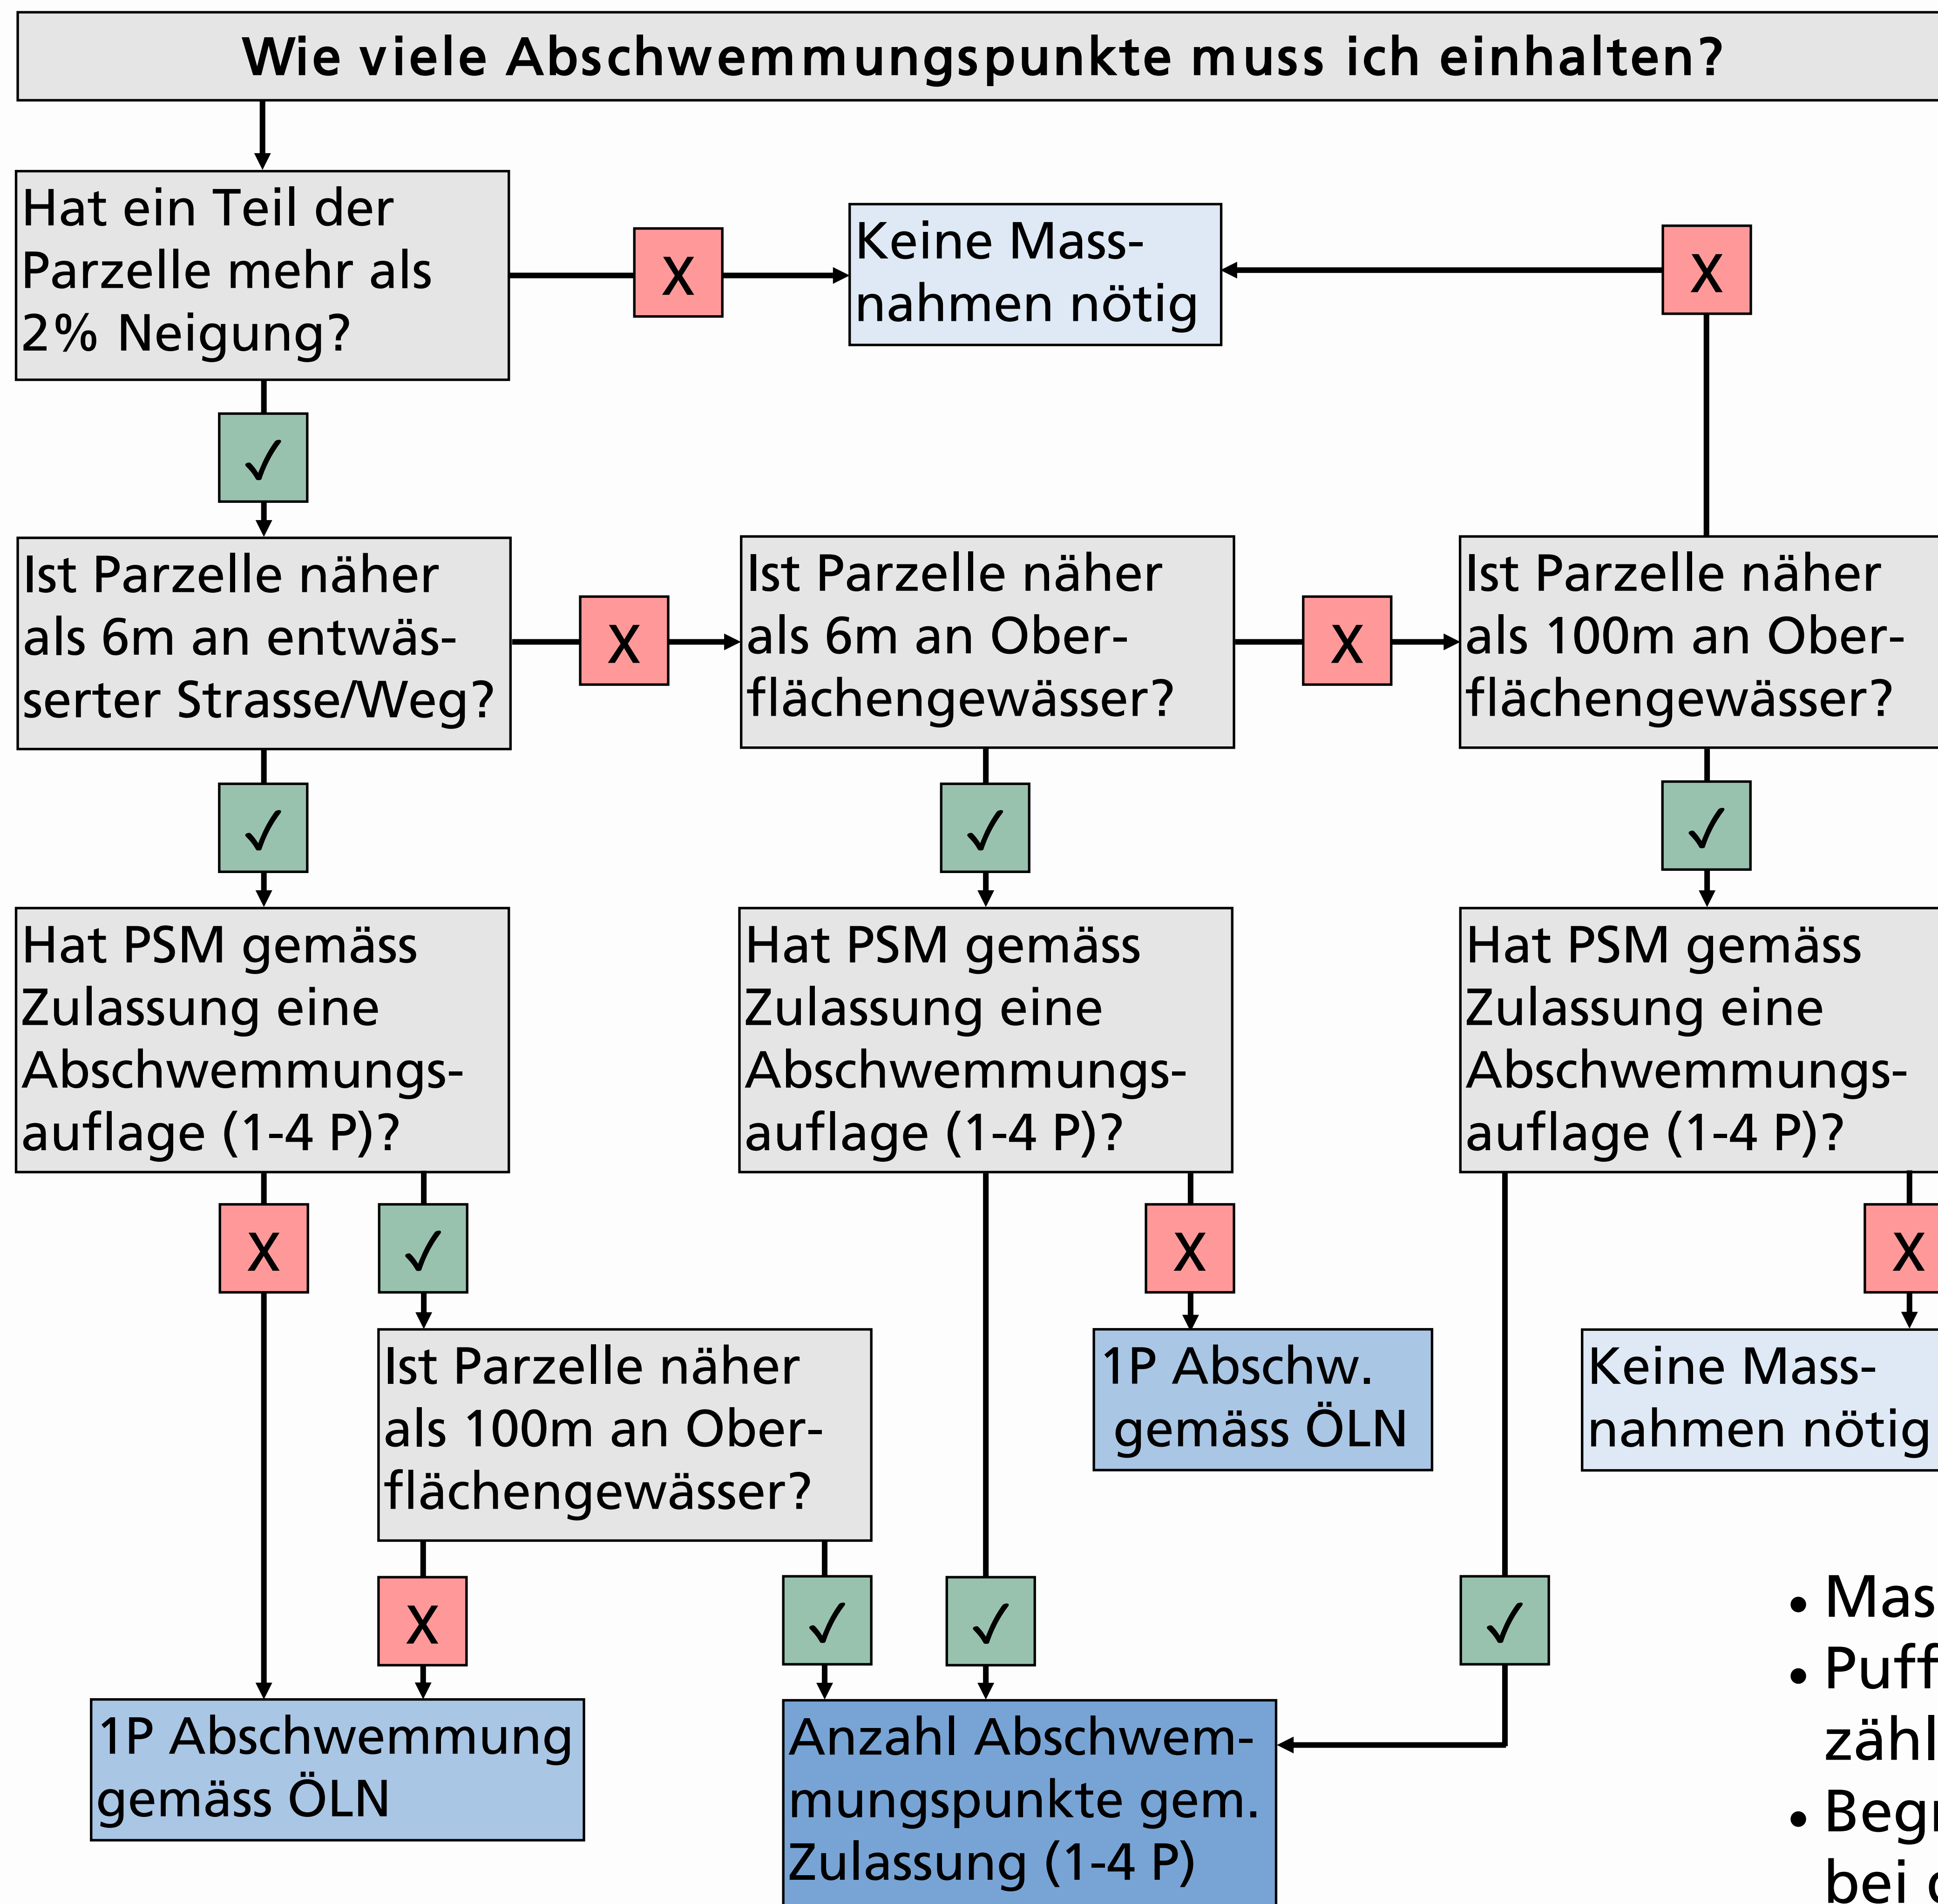 Wie viele Abschwemmungspunkte muss ich einhalten?
Hat ein Teil der
Parzelle mehr als
2% Neigung?
X
Keine Mass-
nahmen nötig
X
✓
Ist Parzelle näher
als 6m an entwäs-
serter Strasse/Weg?
X
Ist Parzelle näher
als 6m an Ober-
flächengewässer?
X
Ist Parzelle näher
als 100m an Ober-
flächengewässer?
✓
✓
✓
Hat PSM gemäss
Zulassung eine
Abschwemmungs-
auflage (1-4 P)?
Hat PSM gemäss
Zulassung eine
Abschwemmungs-
auflage (1-4 P)?
Hat PSM gemäss
Zulassung eine
Abschwemmungs-
auflage (1-4 P)?
X
✓
X
X
Ist Parzelle näher
als 100m an Ober-
flächengewässer?
1P Abschw.
gemäss ÖLN
Keine Mass-
nahmen nötig
X
✓
✓
✓
1P Abschwemmung
gemäss ÖLN
Anzahl Abschwem-
mungspunkte gem.
Zulassung (1-4 P)
• Mas
• Puff
zähl
• Beg
bei